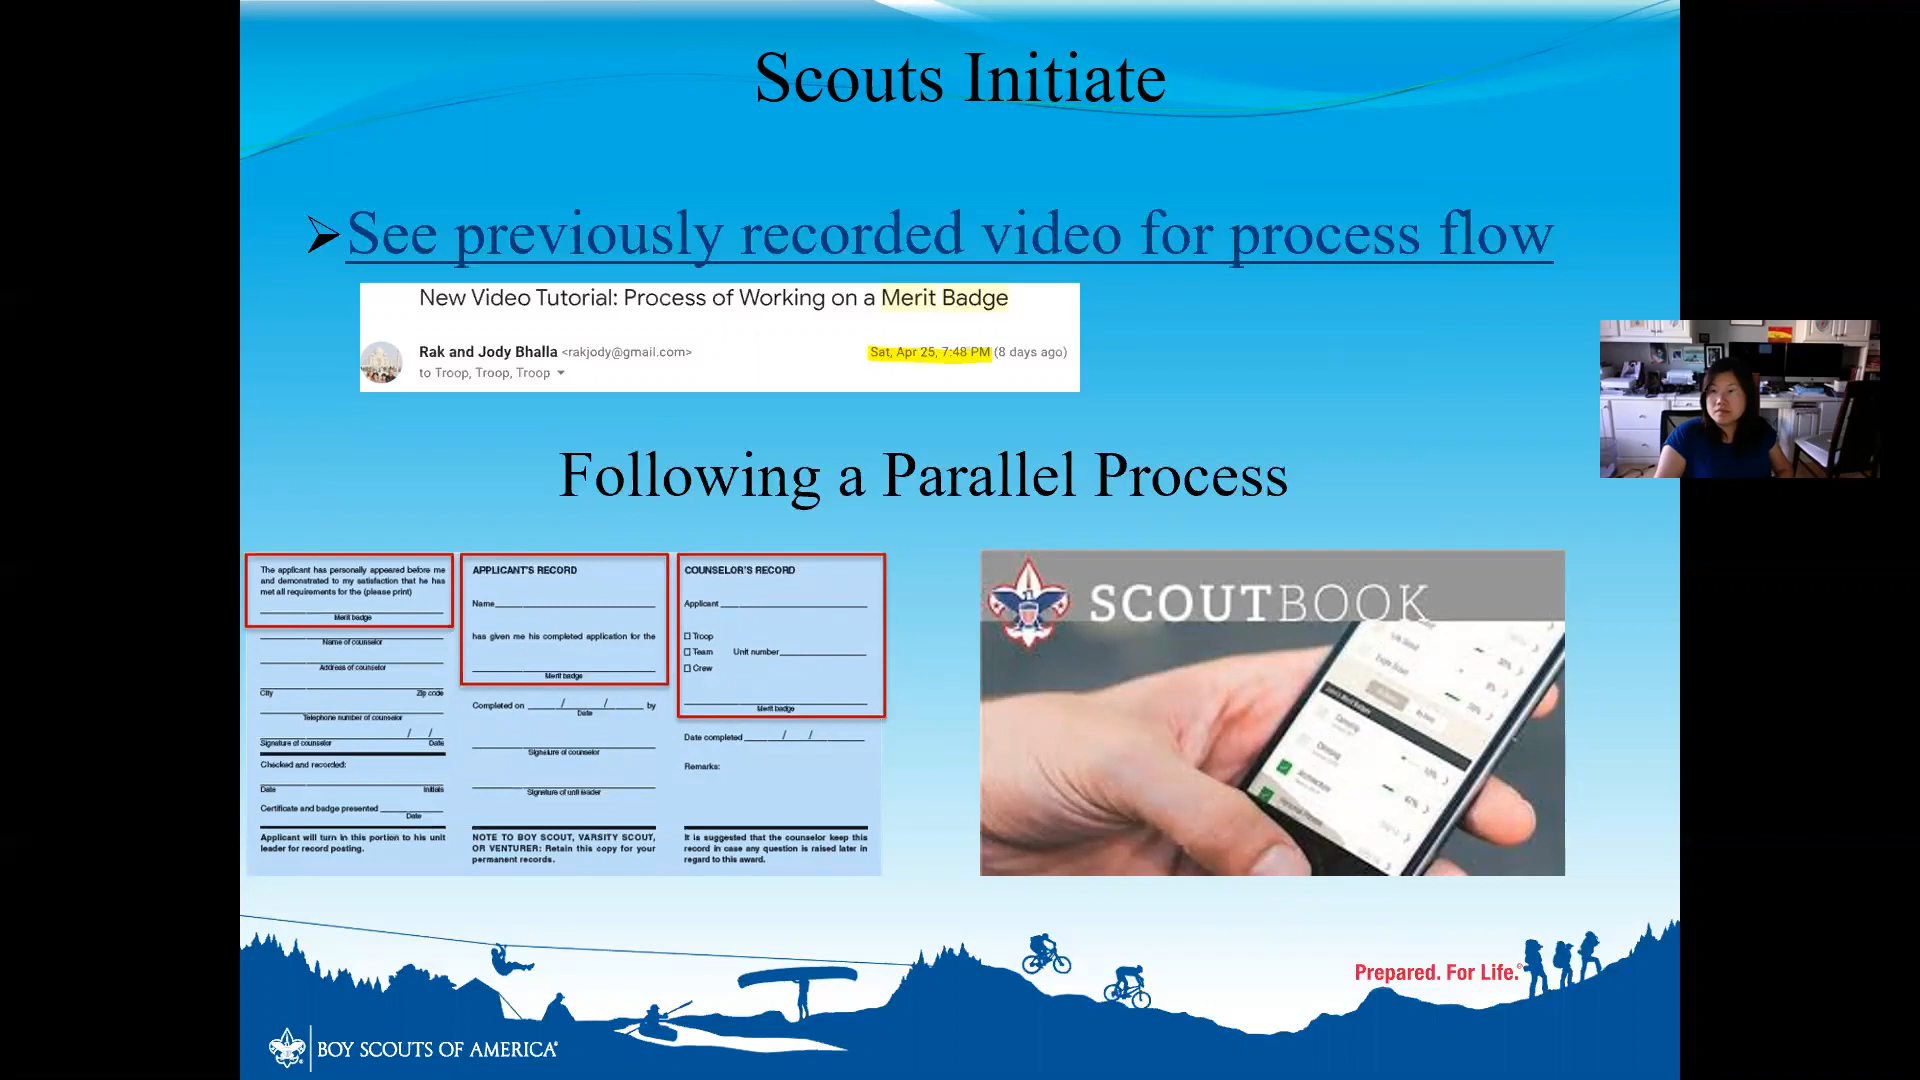 Scouts Initiate
See previously recorded video for process flow
New Video Tutorial: Process of Working on a Merit Badge
Rak and Jody Bhalla <rakjody@gmail.com>
Sat, Apr 25, 7:48 PM (8 days ago)
to Troop, Troop, Troop
Following a Parallel Process
The applicant has personally appeared before me
and demonstrated to my satisfaction that he has
met all requirements for the (please print)
Merit badge
Name of counselor
Address of counselor
City Zip code
Telephone number of counselor
/ /
Signature of counselor Date
Checked and recorded:
Date Initials
Certificate and badge presented
Date
Applicant will turn in this portion to his unit
leader for record posting.
APPLICANT'S RECORD
Name
has given me his completed application for the
Merit badge
Completed on / / by
Date
Signature of counselor
Signature of unit leader
NOTE TO BOY SCOUT, VARSITY SCOUT,
OR VENTURER: Retain this copy for your
permanent records.
COUNSELOR'S RECORD
Applicant
Troop
Team Unit number
Crew
Merit badge
Date completed / /
Remarks:
It is suggested that the counselor keep this
record in case any question is raised later in
regard to this award.
SCOUTBOOK
Camping
Climbing
Architecture
Prepared. For Life.®
BOY SCOUTS OF AMERICA®